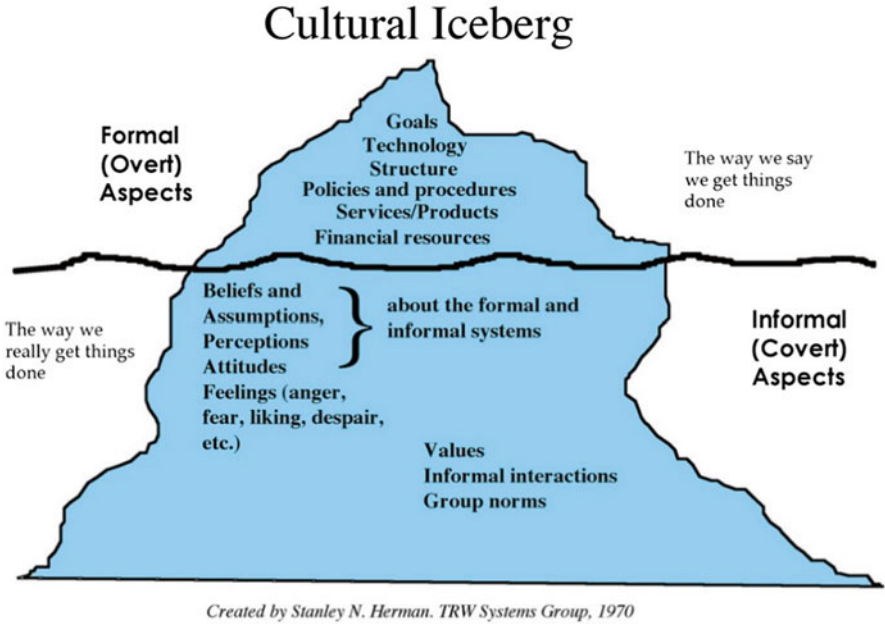 Cultural Iceberg
Formal
(Overt)
Aspects
Goals
Technology
Structure
Policies and procedures
Services/Products
Financial resources
The way we say
we get things
done
The way we
really get things
done
Beliefs and
Assumptions,
Perceptions
Attitudes
Feelings (anger,
fear, liking, despair,
etc.)
about the formal and
informal systems
Values
Informal interactions
Group norms
Informal
(Covert)
Aspects
Created by Stanley N. Herman. TRW Systems Group, 1970